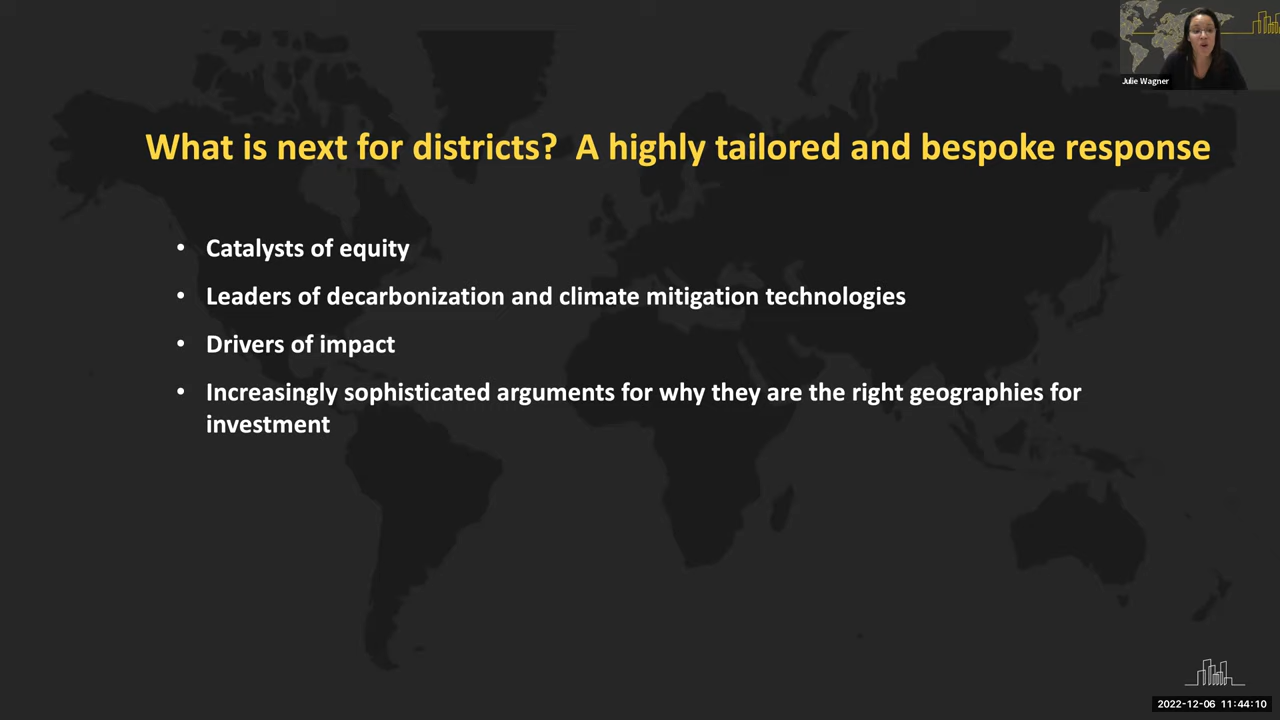 Julie Wagner
What is next for districts?  A highly tailored and bespoke response
• Catalysts of equity
• Leaders of decarbonization and climate mitigation technologies
• Drivers of impact
• Increasingly sophisticated arguments for why they are the right geographies for
investment
2022-12-06 11:44:10